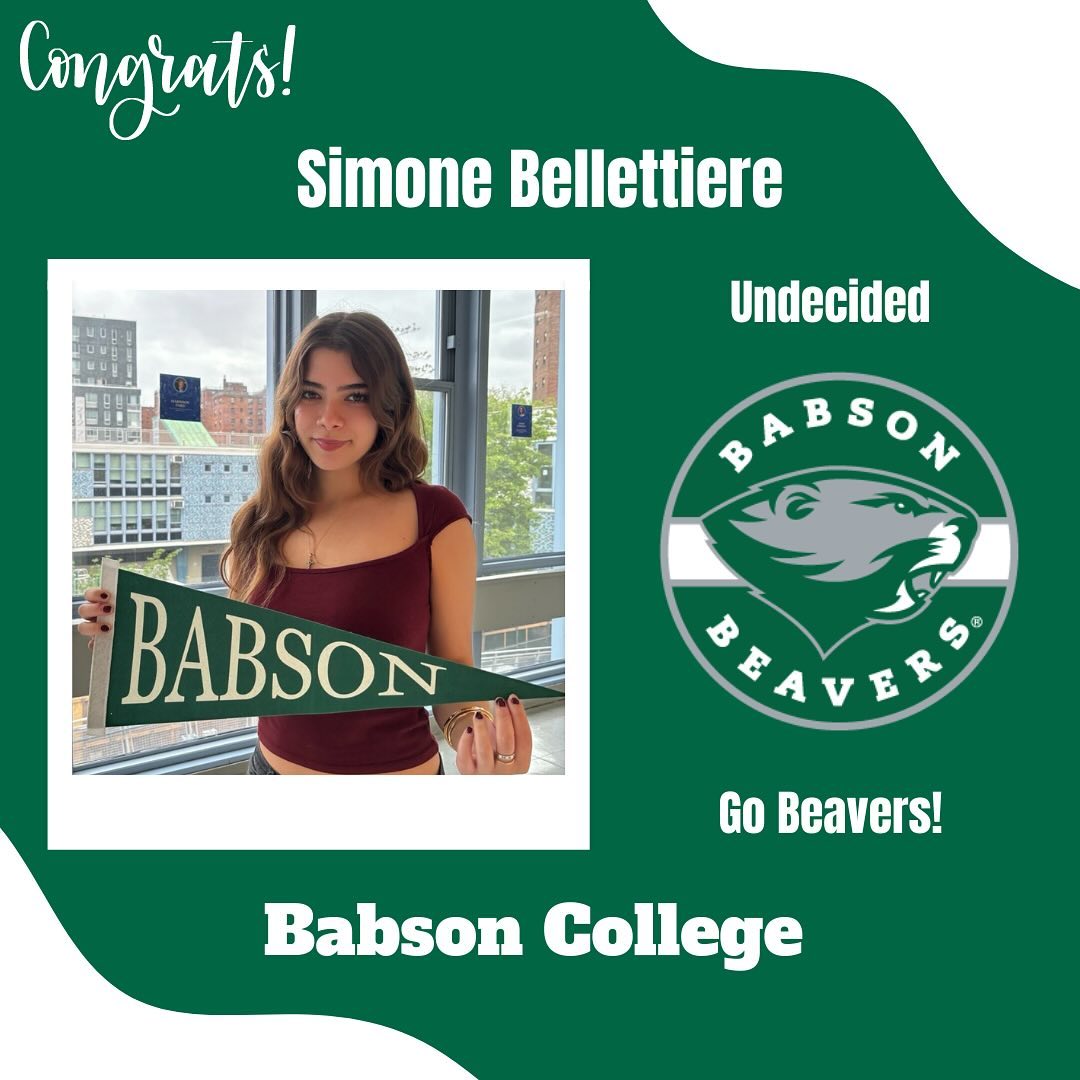 Congrats!
Simone Bellettiere
Undecided
BABSON
BEAVERS®
BABSON
Go Beavers!
Babson College